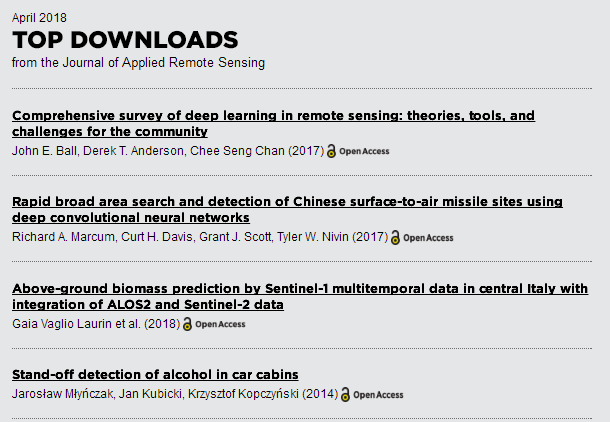 April 2018
TOP DOWNLOADS
from the Journal of Applied Remote Sensing
Comprehensive survey of deep learning in remote sensing: theories, tools, and
challenges for the community
John E. Ball, Derek T. Anderson, Chee Seng Chan (2017) Open Access
Rapid broad area search and detection of Chinese surface-to-air missile sites using
deep convolutional neural networks
Richard A. Marcum, Curt H. Davis, Grant J. Scott, Tyler W. Nivin (2017) Open Access
Above-ground biomass prediction by Sentinel-1 multitemporal data in central Italy with
integration of ALOS2 and Sentinel-2 data
Gaia Vaglio Laurin et al. (2018) Open Access
Stand-off detection of alcohol in car cabins
Jarosław Młyńczak, Jan Kubicki, Krzysztof Kopczyński (2014) Open Access